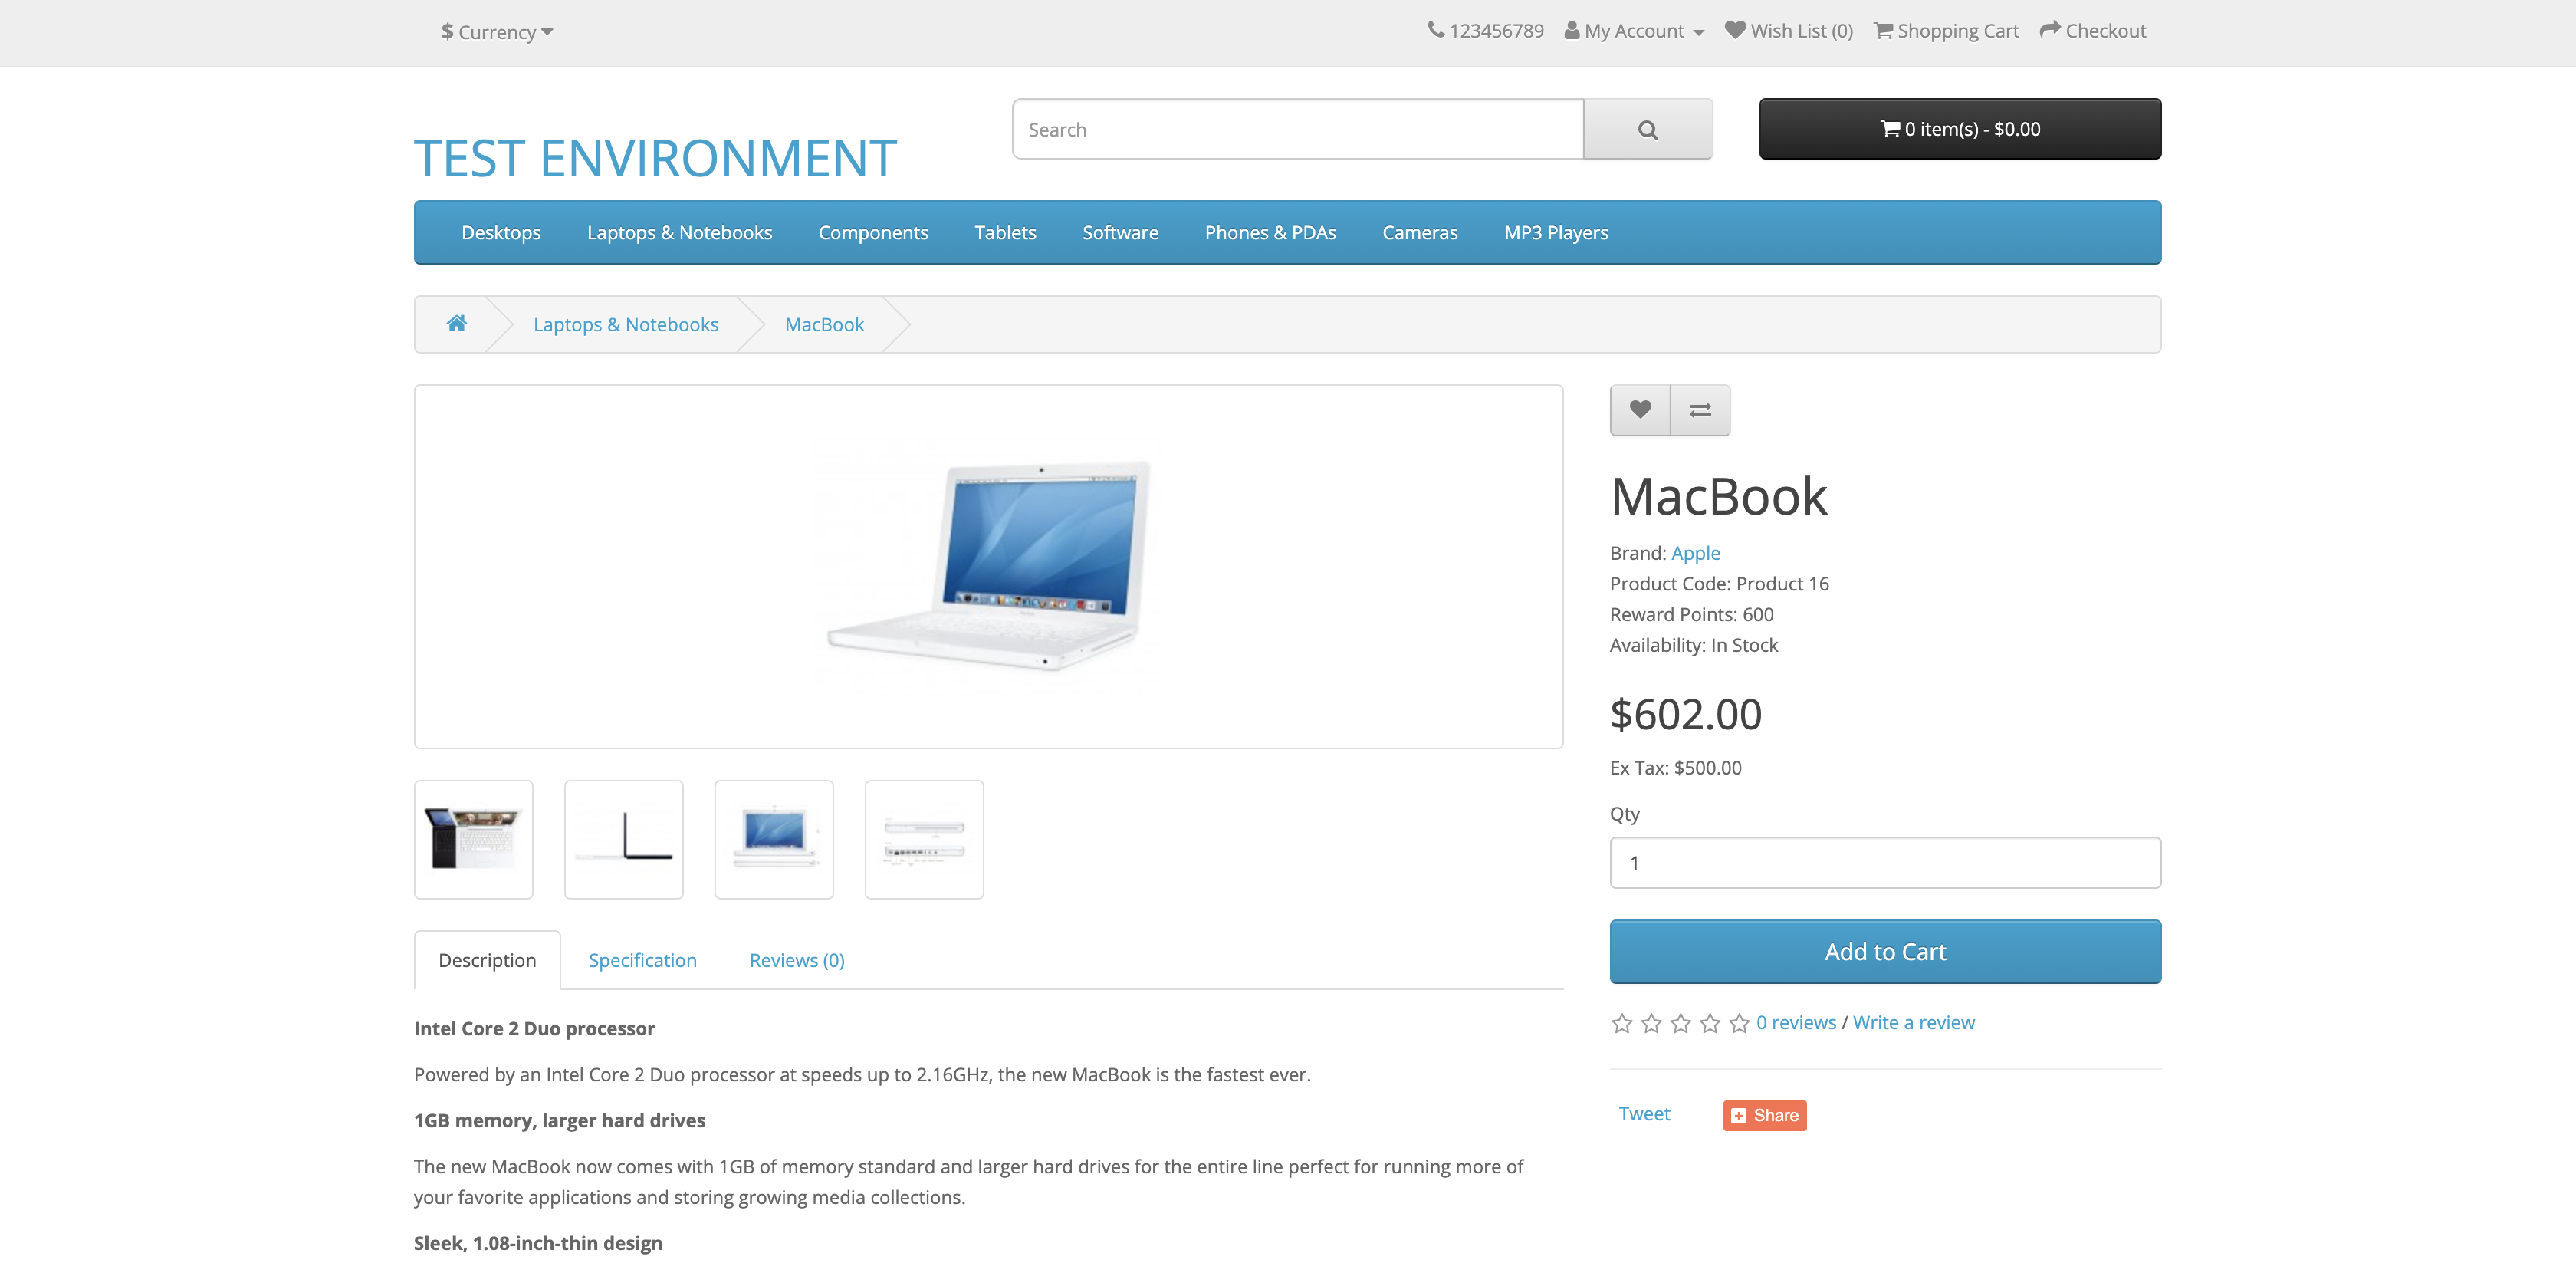 $ Currency
123456789 My Account Wish List (0) Shopping Cart Checkout
TEST ENVIRONMENT
Search
0 item(s) - $0.00
Desktops Laptops & Notebooks Components Tablets Software Phones & PDAs Cameras MP3 Players
Laptops & Notebooks MacBook
MacBook
Brand: Apple
Product Code: Product 16
Reward Points: 600
Availability: In Stock
$602.00
Ex Tax: $500.00
Qty
1
Add to Cart
0 reviews / Write a review
Tweet
Share
Description Specification Reviews (0)
Intel Core 2 Duo processor
Powered by an Intel Core 2 Duo processor at speeds up to 2.16GHz, the new MacBook is the fastest ever.
1GB memory, larger hard drives
The new MacBook now comes with 1GB of memory standard and larger hard drives for the entire line perfect for running more of
your favorite applications and storing growing media collections.
Sleek, 1.08-inch-thin design